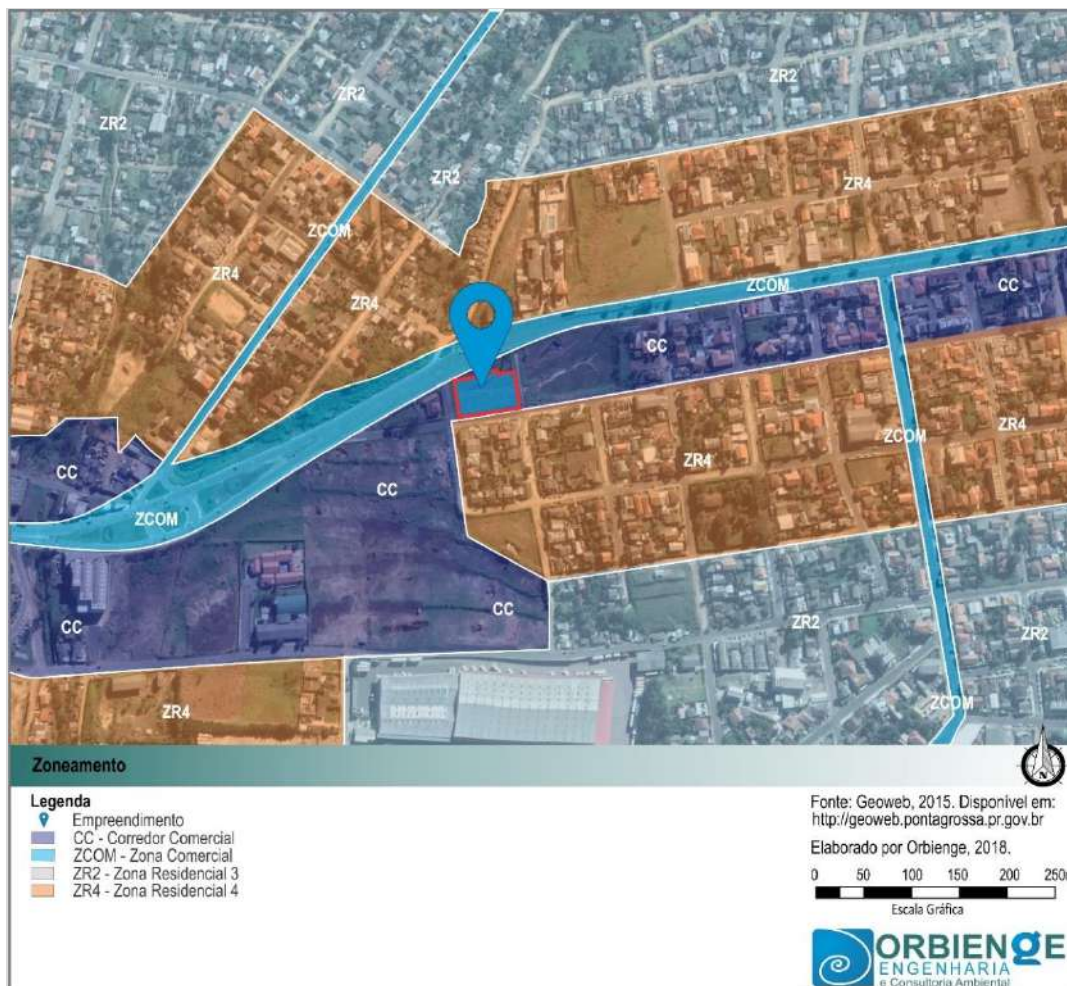 ZR2
ZR2
ZR2
ZR2
ZR4
ZCOM
ZR4
ZR4
ZCOM
CC
CC
ZCOM
ZR4
ZR4
CC
CC
ZCOM
CC
CC
CC
ZR2
ZR2
ZCOM
ZR4
Zoneamento
N
Legenda
Empreendimento
CC - Corredor Comercial
ZCOM - Zona Comercial
ZR2 - Zona Residencial 3
ZR4 - Zona Residencial 4
Fonte: Geoweb, 2015. Disponível em:
http://geoweb.pontagrossa.pr.gov.br
Elaborado por Orbienge, 2018.
0 50 100 150 200 250m
Escala Gráfica
ORBIENGE
ENGENHARIA
e Consultoria Ambiental